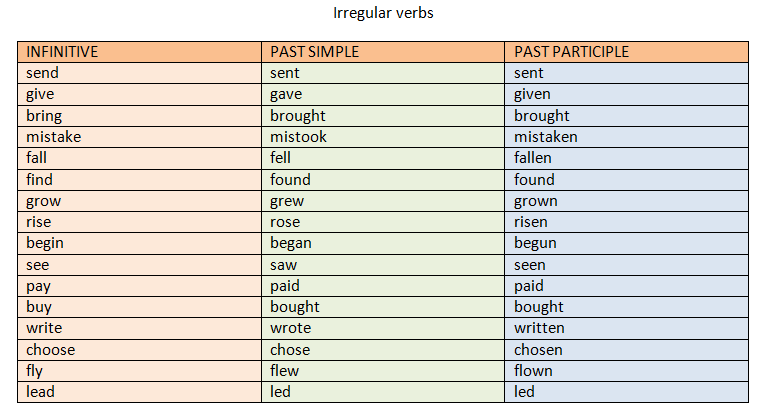 Irregular verbs
INFINITIVE PAST SIMPLE PAST PARTICIPLE
send sent sent
give gave given
bring brought brought
mistake mistook mistaken
fall fell fallen
find found found
grow grew grown
rise rose risen
begin began begun
see saw seen
pay paid paid
buy bought bought
write wrote written
choose chose chosen
fly flew flown
lead led led